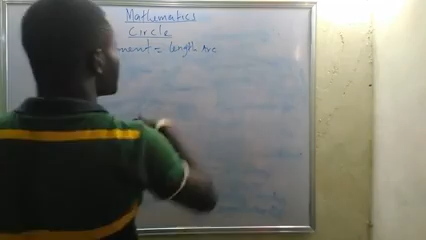 Mathematics
Circle
ment = length Arc